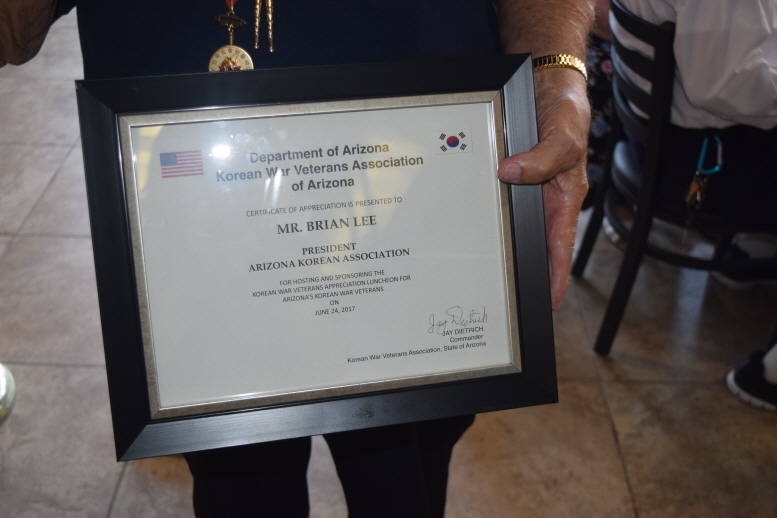 Department of Arizona
Korean War Veterans Association
of Arizona
CERTIFICATE OF APPRECIATION IS PRESENTED TO
MR. BRIAN LEE
PRESIDENT
ARIZONA KOREAN ASSOCIATION
FOR HOSTING AND SPONSORING THE
KOREAN WAR VETERANS APPRECIATION LUNCHEON FOR
ARIZONA'S KOREAN WAR VETERANS
ON
JUNE 24, 2017
Jay Dietrich
JAY DIETRICH
Commander
Korean War Veterans Association, State of Arizona